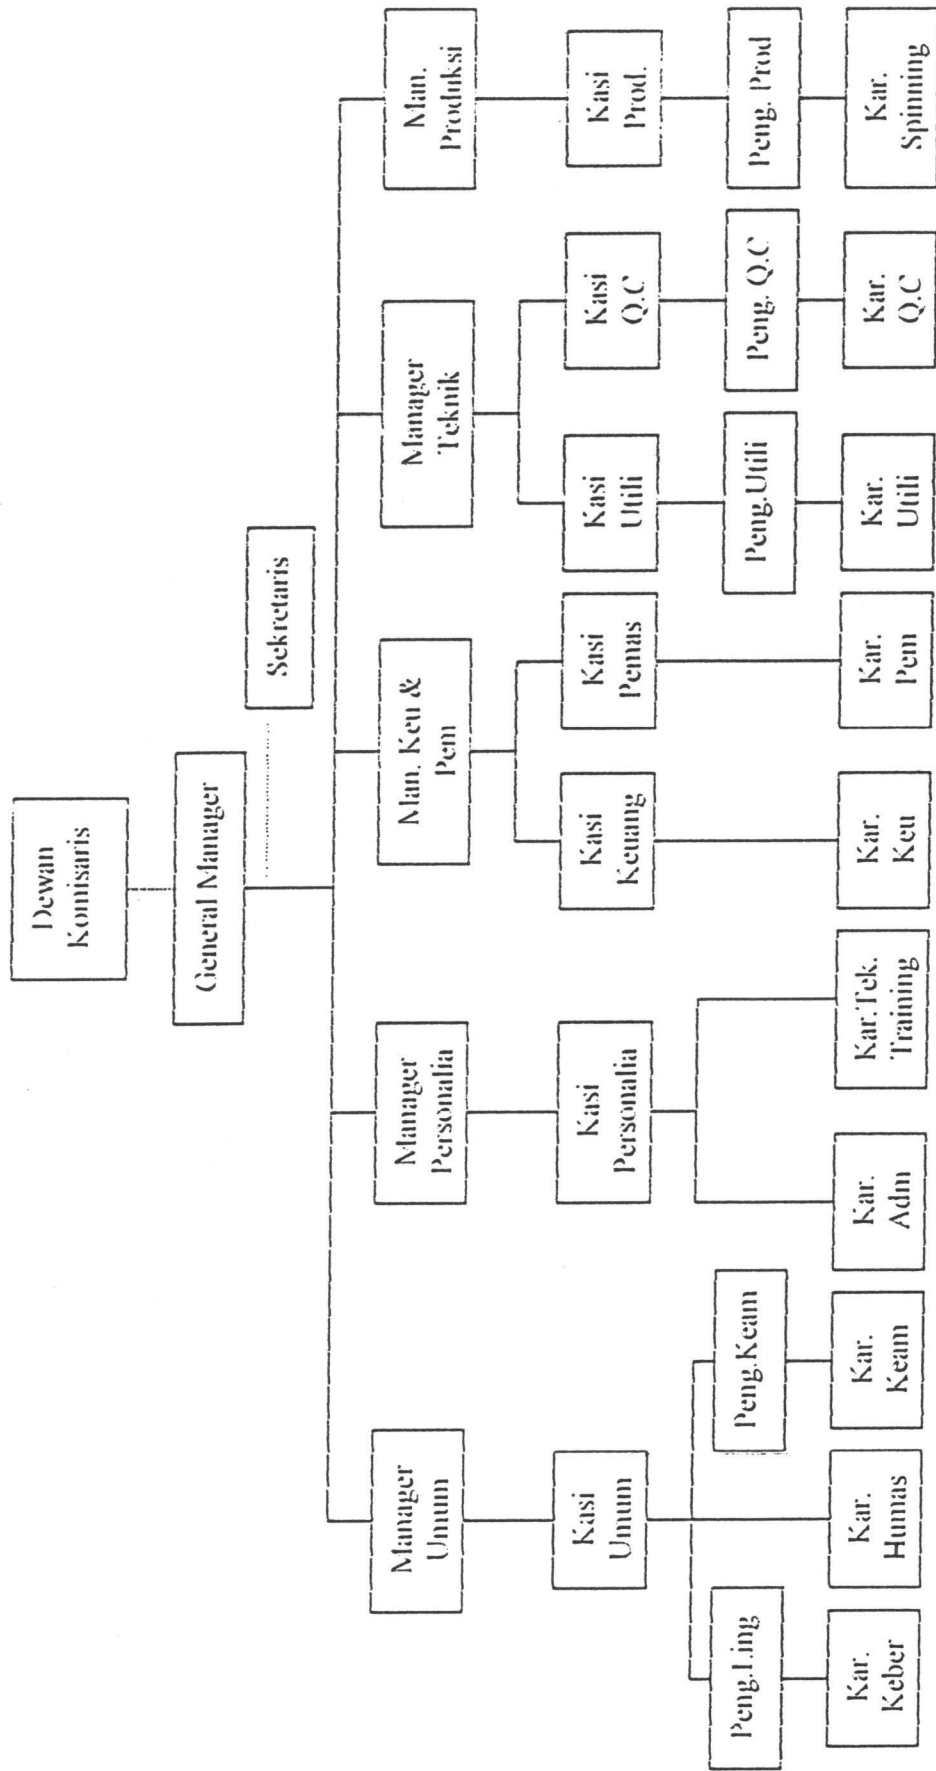 Dewan
Komisaris
General Manager
Sekretaris
Manager
Umum
Manager
Personalia
Man. Keu &
Pem
Manager
Teknik
Man.
Produksi
Kasi
Umum
Kasi
Personalia
Kasi
Keuang
Kasi
Pemas
Kasi
Utili
Kasi
Q.C
Kasi
Prod.
Peng.Ling
Peng.Keam
Peng.Utili
Peng. Q.C
Peng. Prod
Kar.
Keber
Kar.
Humas
Kar.
Keam
Kar.
Adm
Kar.Tek.
Training
Kar.
Keu
Kar.
Pem
Kar.
Utili
Kar.
Q.C
Kar.
Spinning